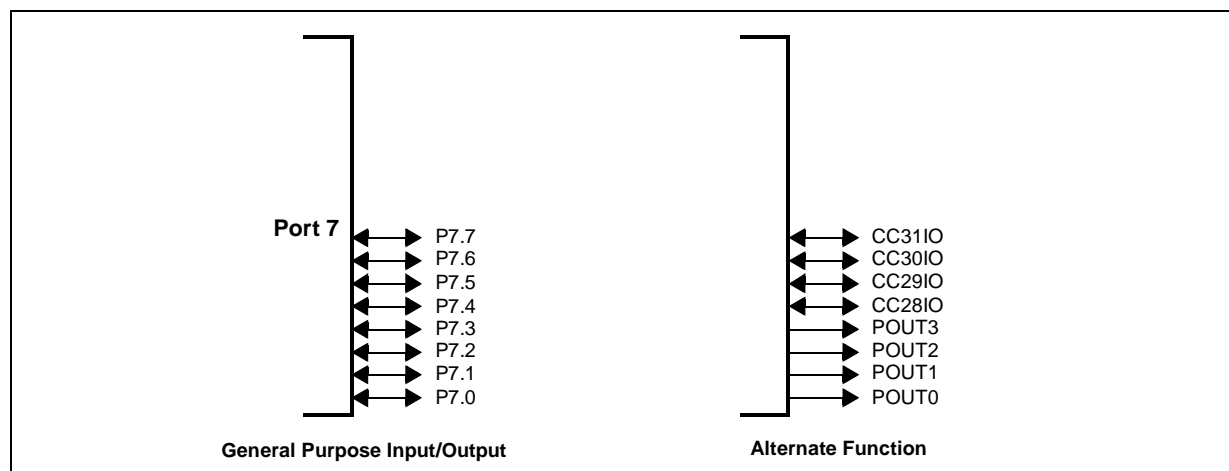 Port 7
P7.7
P7.6
P7.5
P7.4
P7.3
P7.2
P7.1
P7.0
General Purpose Input/Output
CC31IO
CC30IO
CC29IO
CC28IO
POUT3
POUT2
POUT1
POUT0
Alternate Function